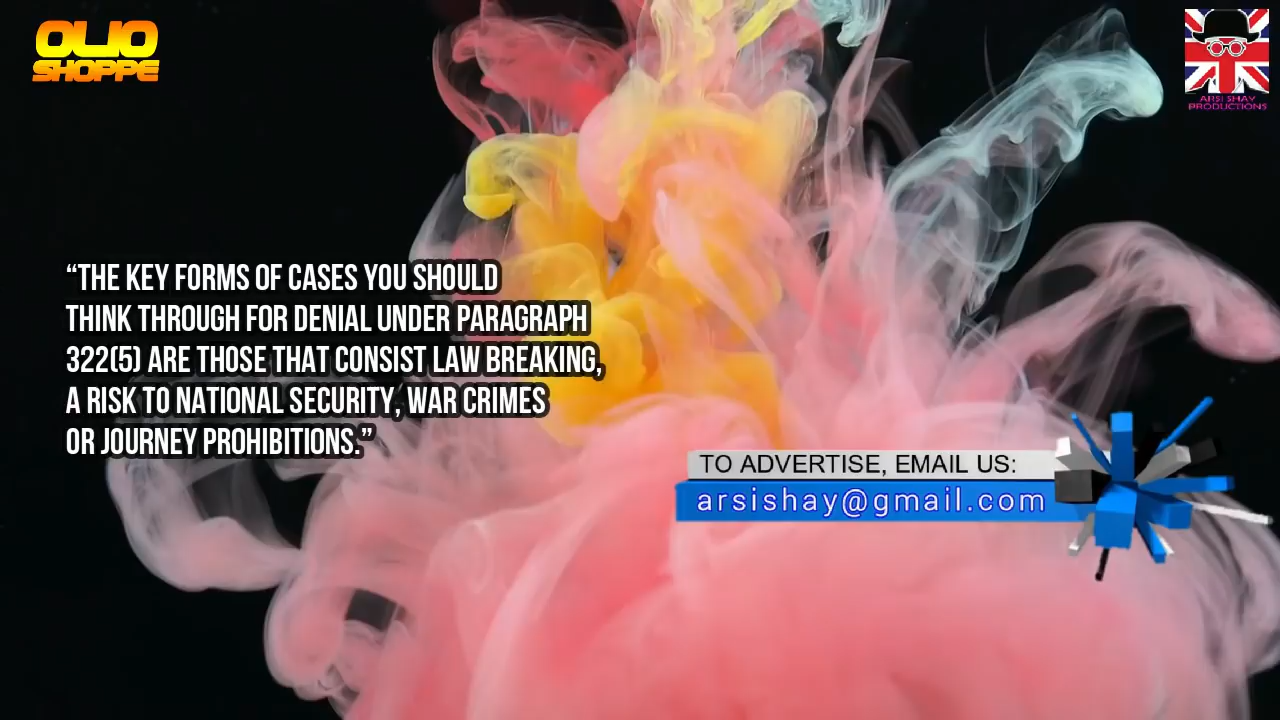 OLIO
SHOPPE
ARSI SHAY
PRODUCTIONS
“THE KEY FORMS OF CASES YOU SHOULD
THINK THROUGH FOR DENIAL UNDER PARAGRAPH
322(5) ARE THOSE THAT CONSIST LAW BREAKING,
A RISK TO NATIONAL SECURITY, WAR CRIMES
OR JOURNEY PROHIBITIONS.”
TO ADVERTISE, EMAIL US:
arsishay@gmail.com